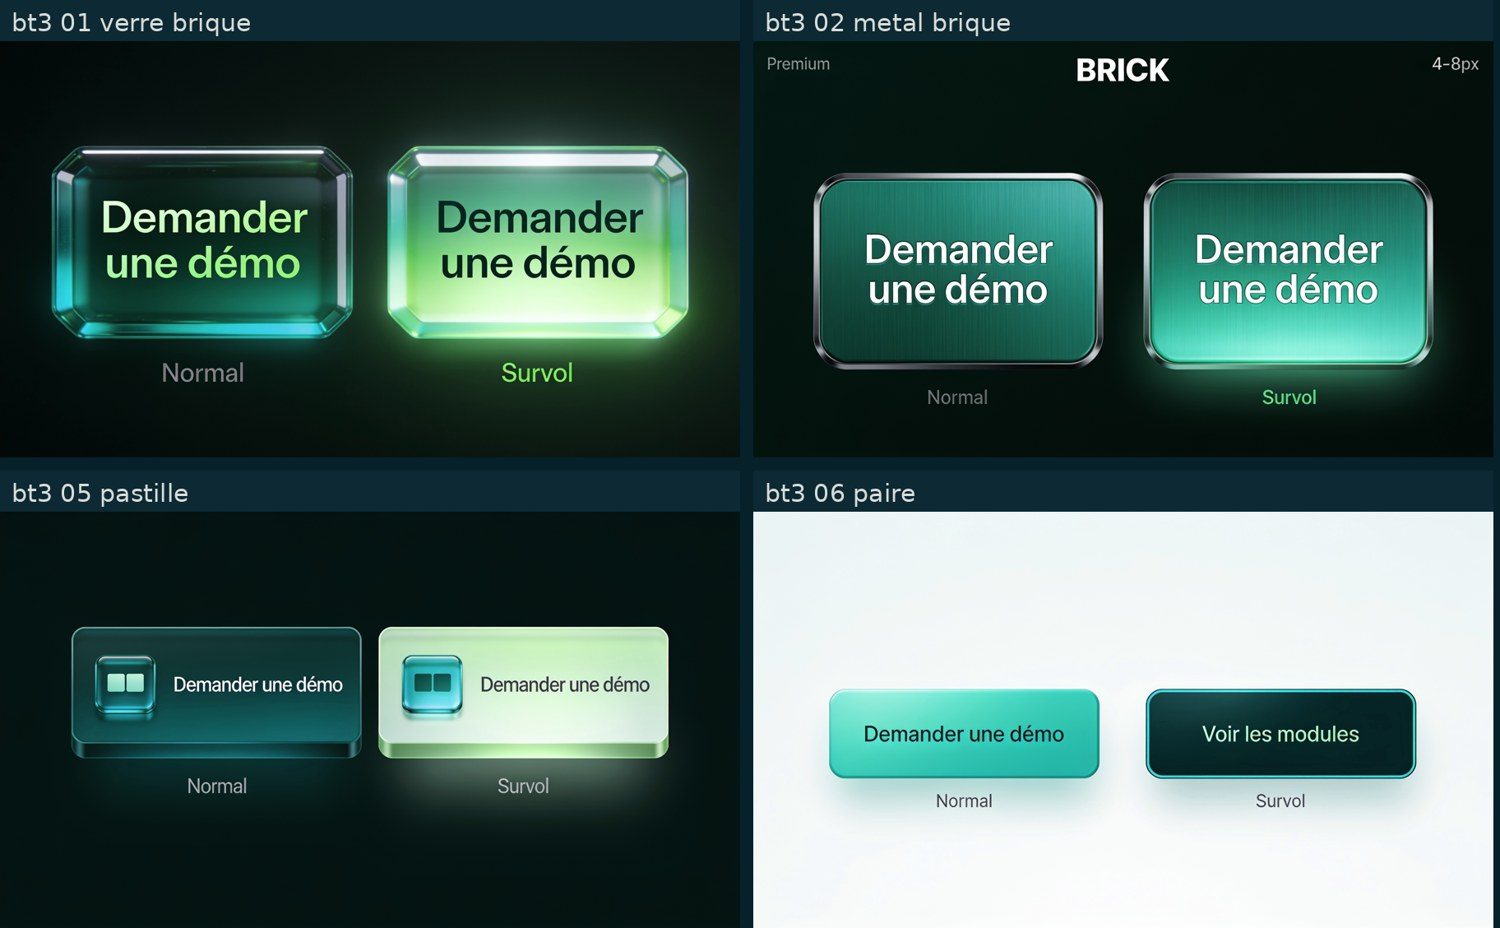 bt3 01 verre brique
Demander
une démo
Normal
Demander
une démo
Survol
bt3 02 metal brique
Premium
BRICK
4-8px
Demander
une démo
Normal
Demander
une démo
Survol
bt3 05 pastille
Demander une démo
Normal
Demander une démo
Survol
bt3 06 paire
Demander une démo
Normal
Voir les modules
Survol